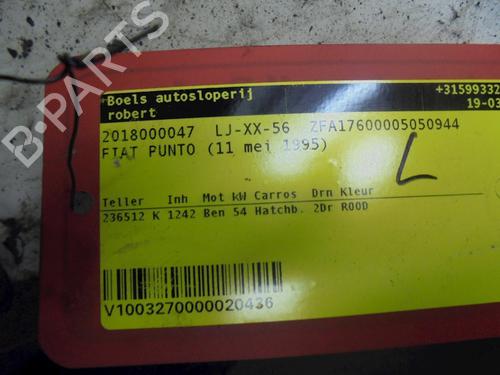 Boels autosloperij +31599332
robert 19-03
2018000047 LJ-XX-56 ZFA17600005050944
FIAT PUNTO (11 mei 1995)
L
Teller Inh Mot kW Carros Drn Kleur
236512 K 1242 Ben 54 Hatchb. 2Dr ROOD
V1003270000020436
B-PARTS